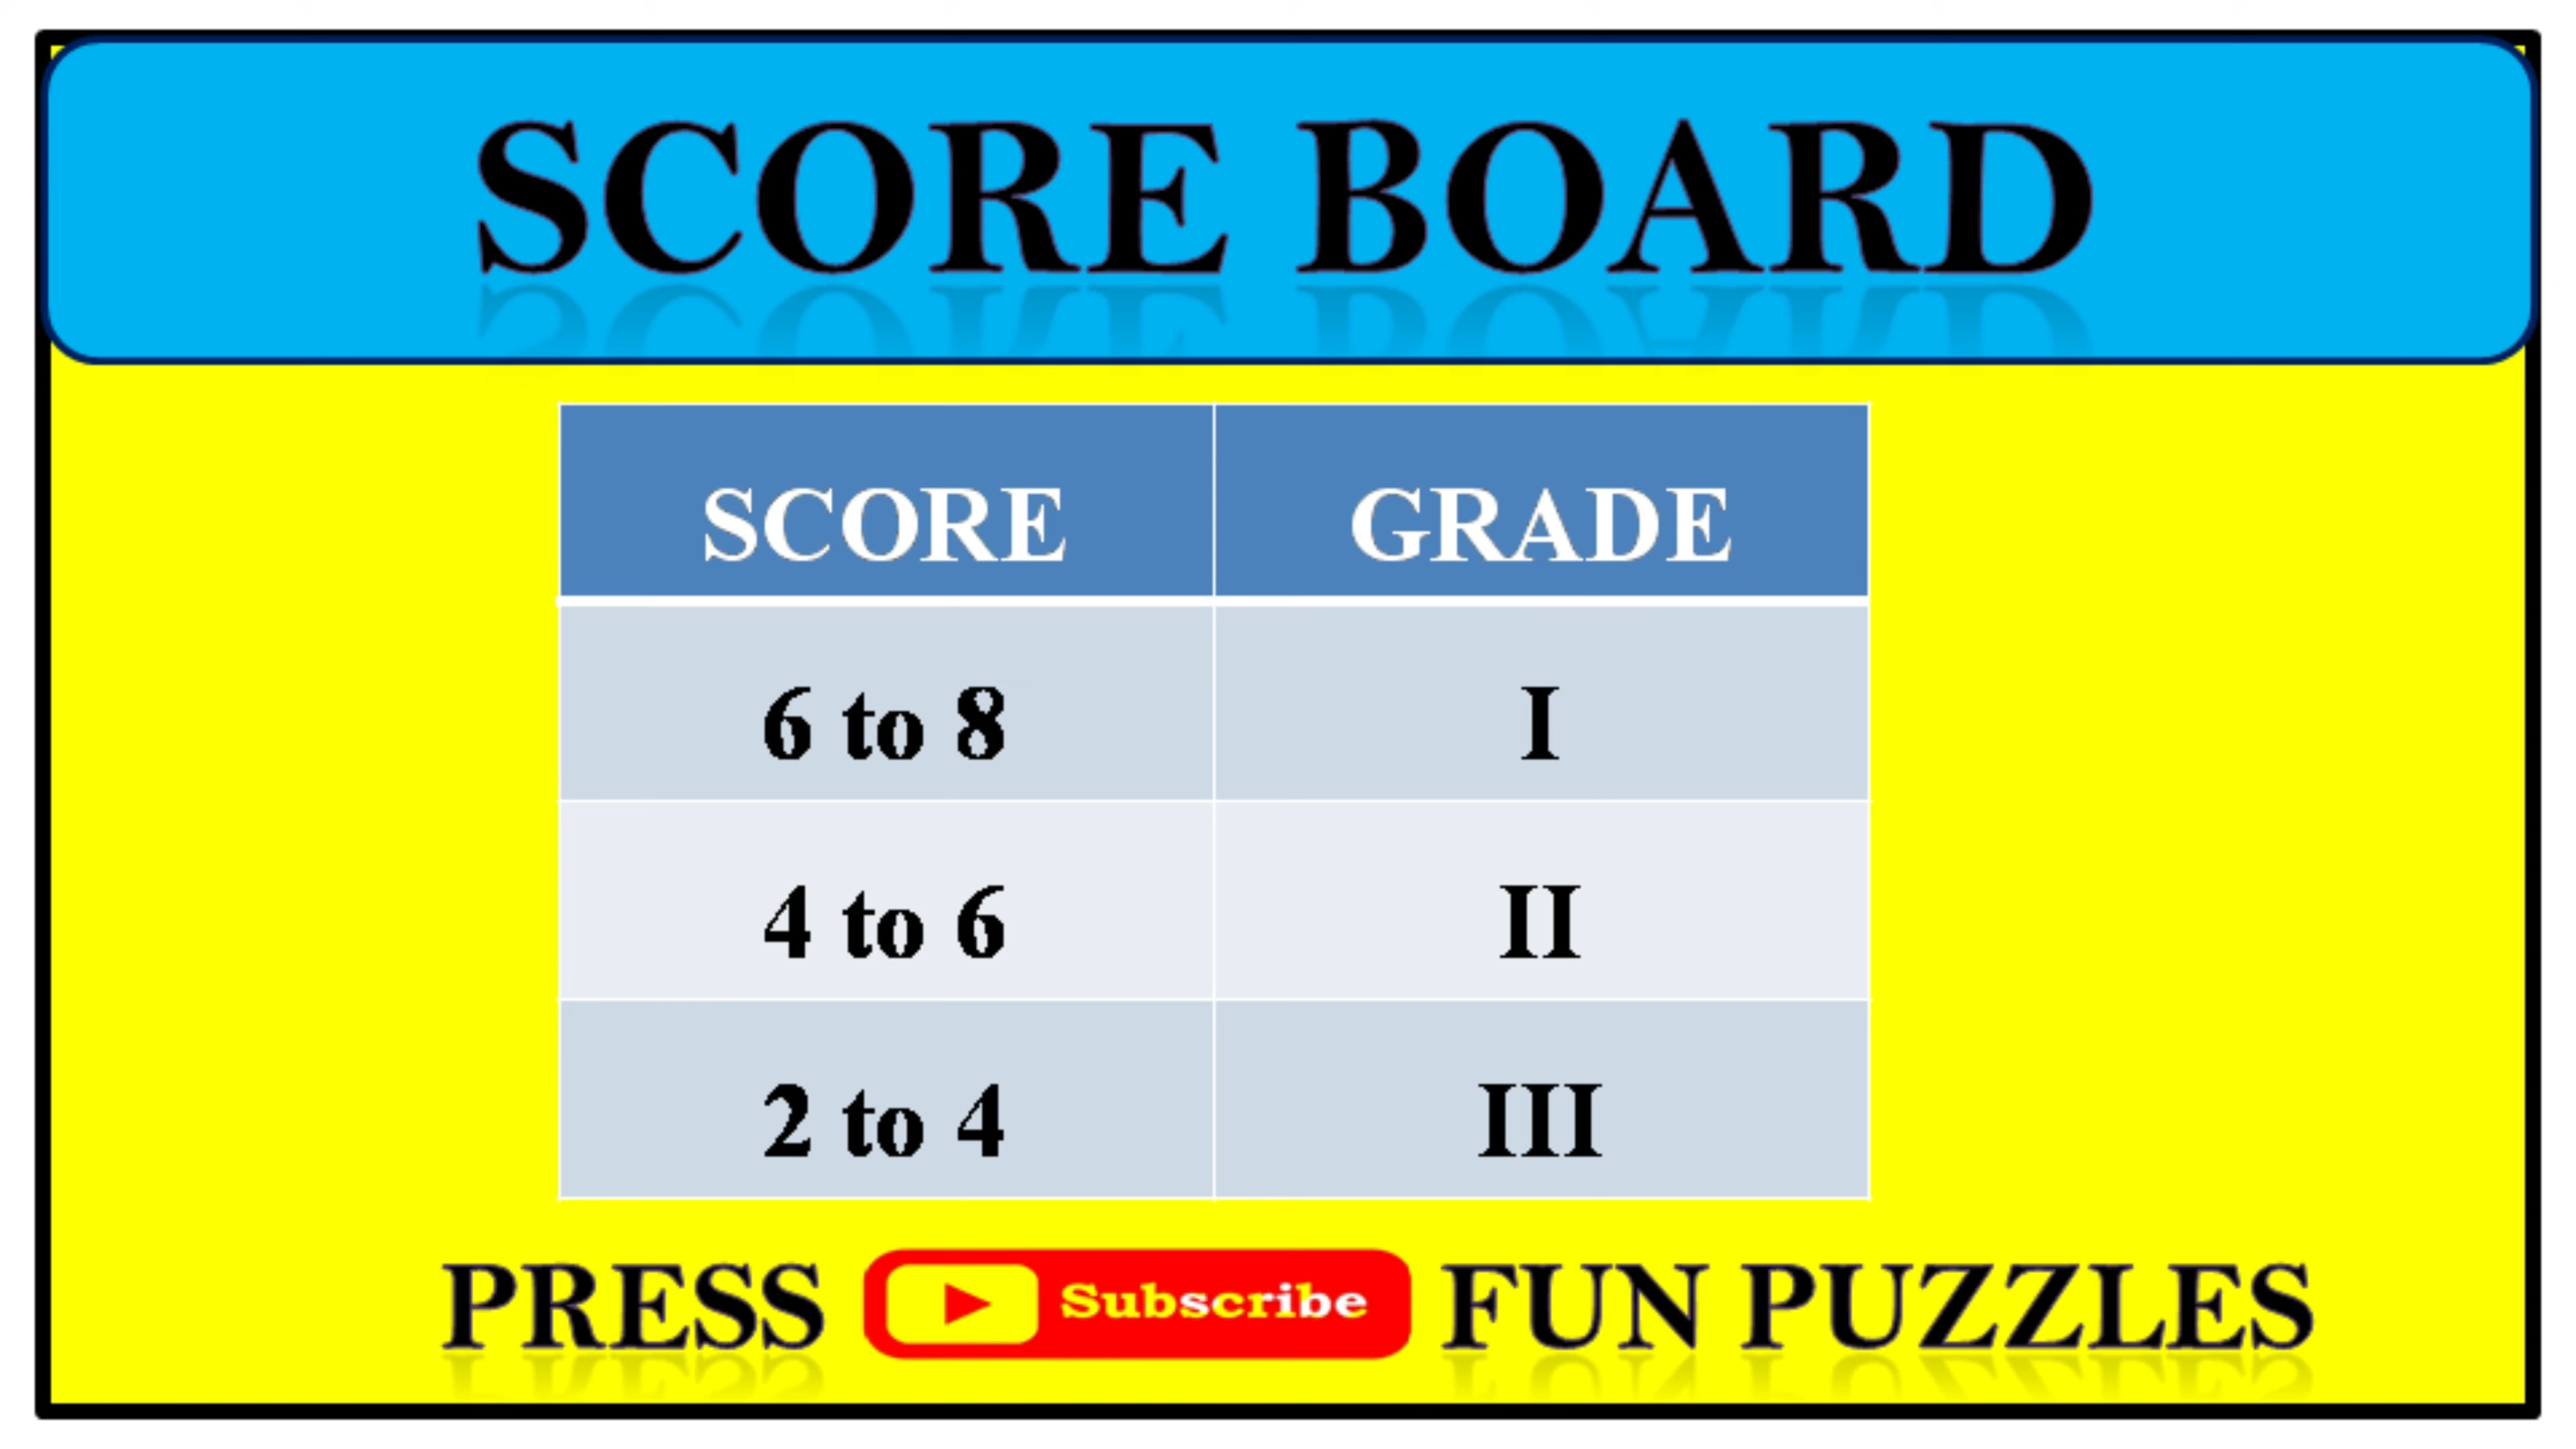 SCORE BOARD
SCORE GRADE
6 to 8 I
4 to 6 II
2 to 4 III
PRESS Subscribe FUN PUZZLES